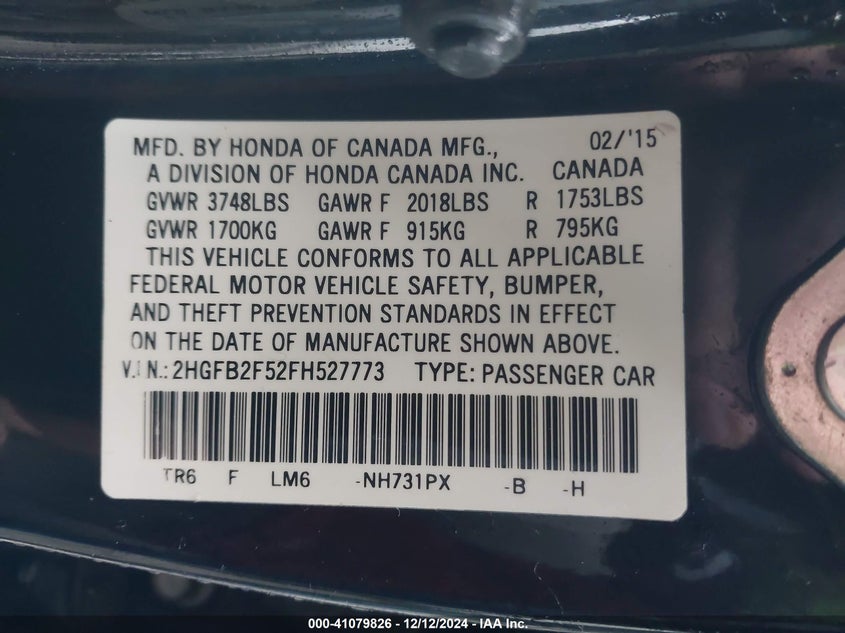 MFD. BY HONDA OF CANADA MFG., 02/'15
A DIVISION OF HONDA CANADA INC. CANADA
GVWR 3748LBS GAWR F 2018LBS R 1753LBS
GVWR 1700KG GAWR F 915KG R 795KG
THIS VEHICLE CONFORMS TO ALL APPLICABLE
FEDERAL MOTOR VEHICLE SAFETY, BUMPER,
AND THEFT PREVENTION STANDARDS IN EFFECT
ON THE DATE OF MANUFACTURE SHOWN ABOVE.
V.I N.: 2HGFB2F52FH527773 TYPE: PASSENGER CAR
TR6 F LM6 -NH731PX -B -H
000-41079826 - 12/12/2024 - IAA Inc.